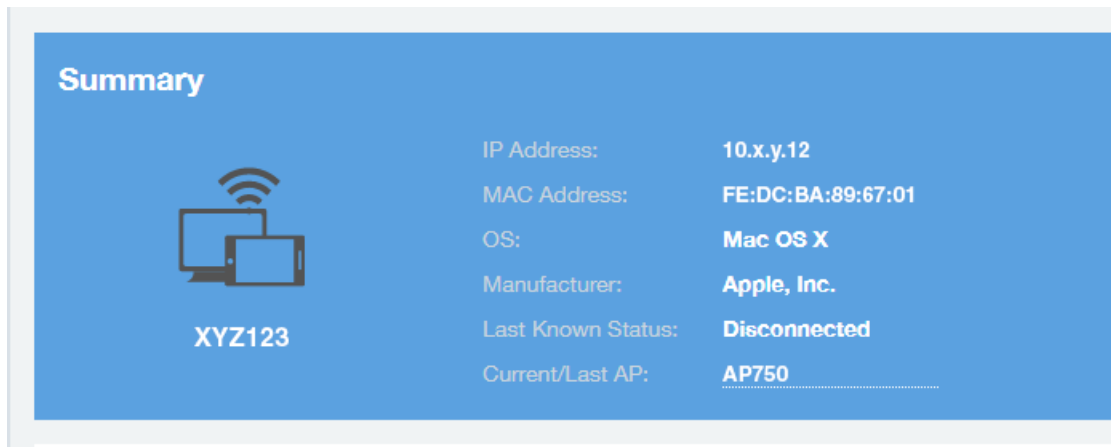 Summary
XYZ123
IP Address: 10.x.y.12
MAC Address: FE:DC:BA:89:67:01
OS: Mac OS X
Manufacturer: Apple, Inc.
Last Known Status: Disconnected
Current/Last AP: AP750